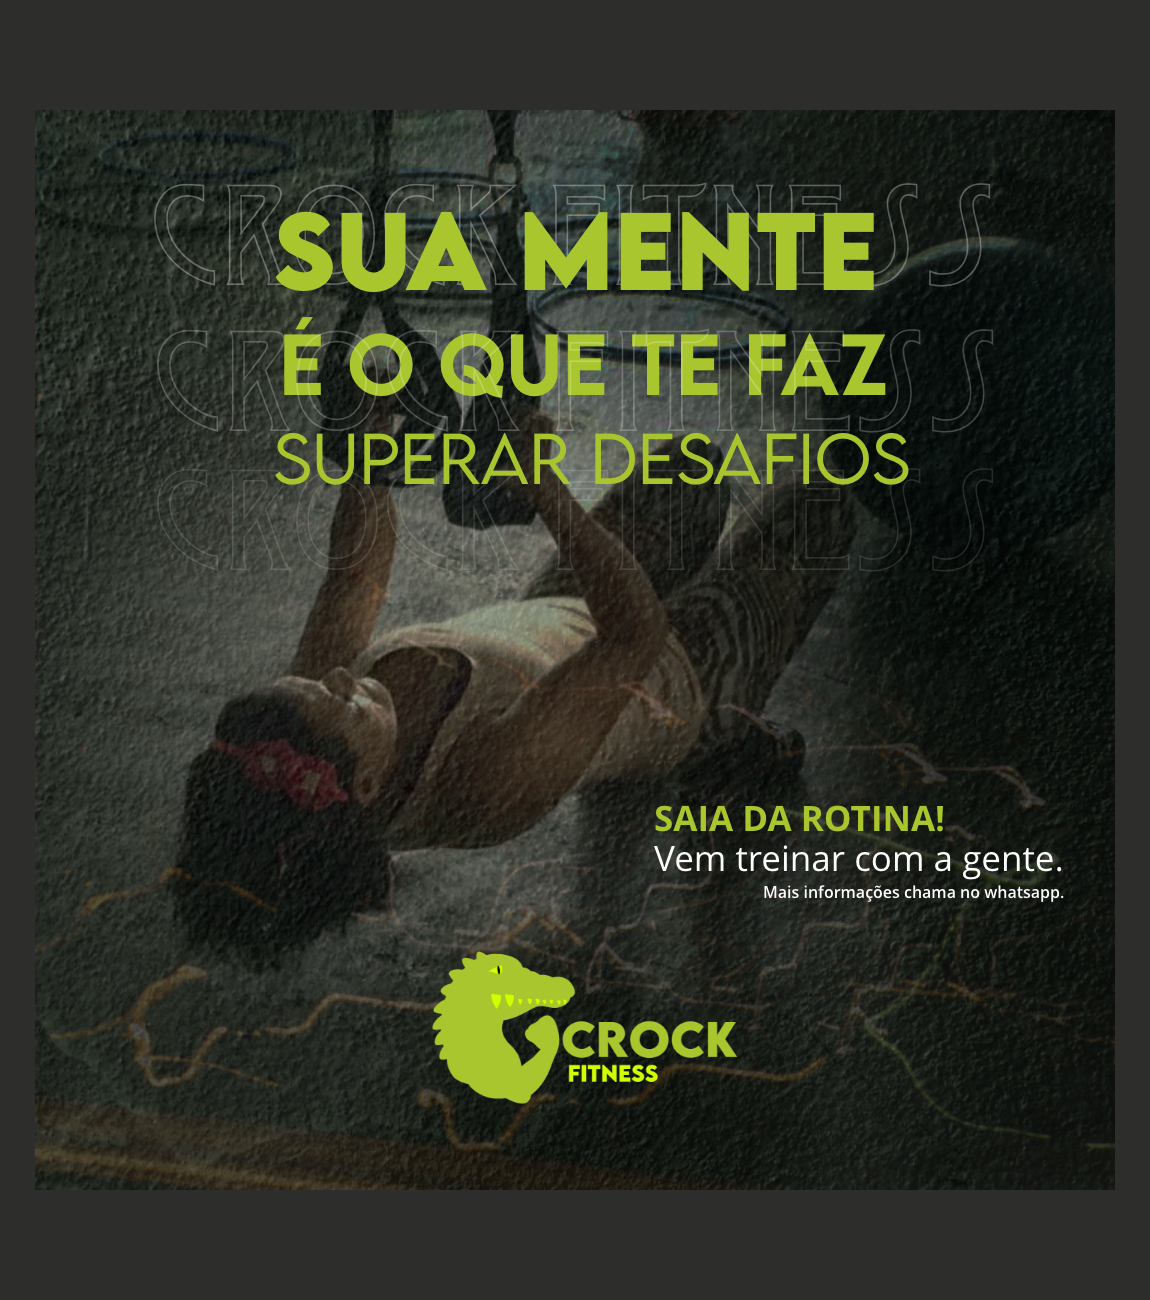 CROCK FITNESS
SUA MENTE
CROCK FITNESS
É O QUE TE FAZ
SUPERAR DESAFIOS
CROCK FITNESS
SAIA DA ROTINA!
Vem treinar com a gente.
Mais informações chama no whatsapp.
CROCK
FITNESS